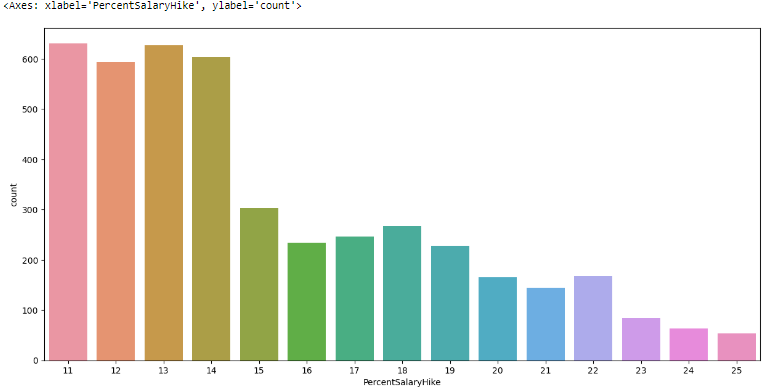 <Axes: xlabel='PercentSalaryHike', ylabel='count'>
600
500
400
300
200
100
0
count
11 12 13 14 15 16 17 18 19 20 21 22 23 24 25
PercentSalaryHike